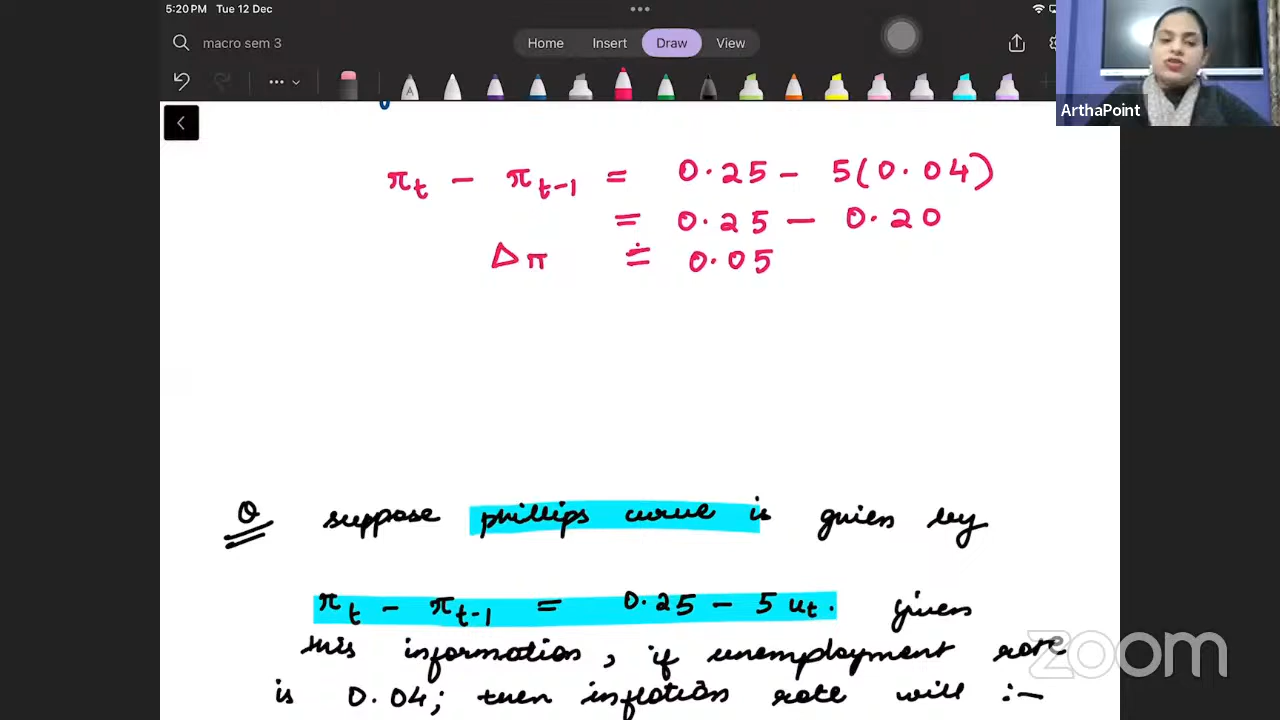 5:20 PM Tue 12 Dec
macro sem 3
Home Insert Draw View
A
ArthaPoint
πt - πt-1 = 0.25 - 5(0.04)
= 0.25 - 0.20
Δπ = 0.05
Q suppose phillips curve is given by
πt - πt-1 = 0.25 - 5 ut. given
this information, if unemployment rate
is 0.04; then inflation rate will :-
zoom